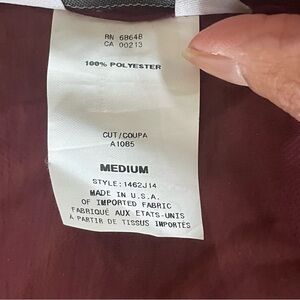 RN 68648
CA 00213
100% POLYESTER
CUT/COUPA
A1085
MEDIUM
STYLE:1462J14
MADE IN U.S.A.
OF IMPORTED FABRIC
FABRIQUÉ AUX ETATS-UNIS
A PARTIR DE TISSUS IMPORTÉS